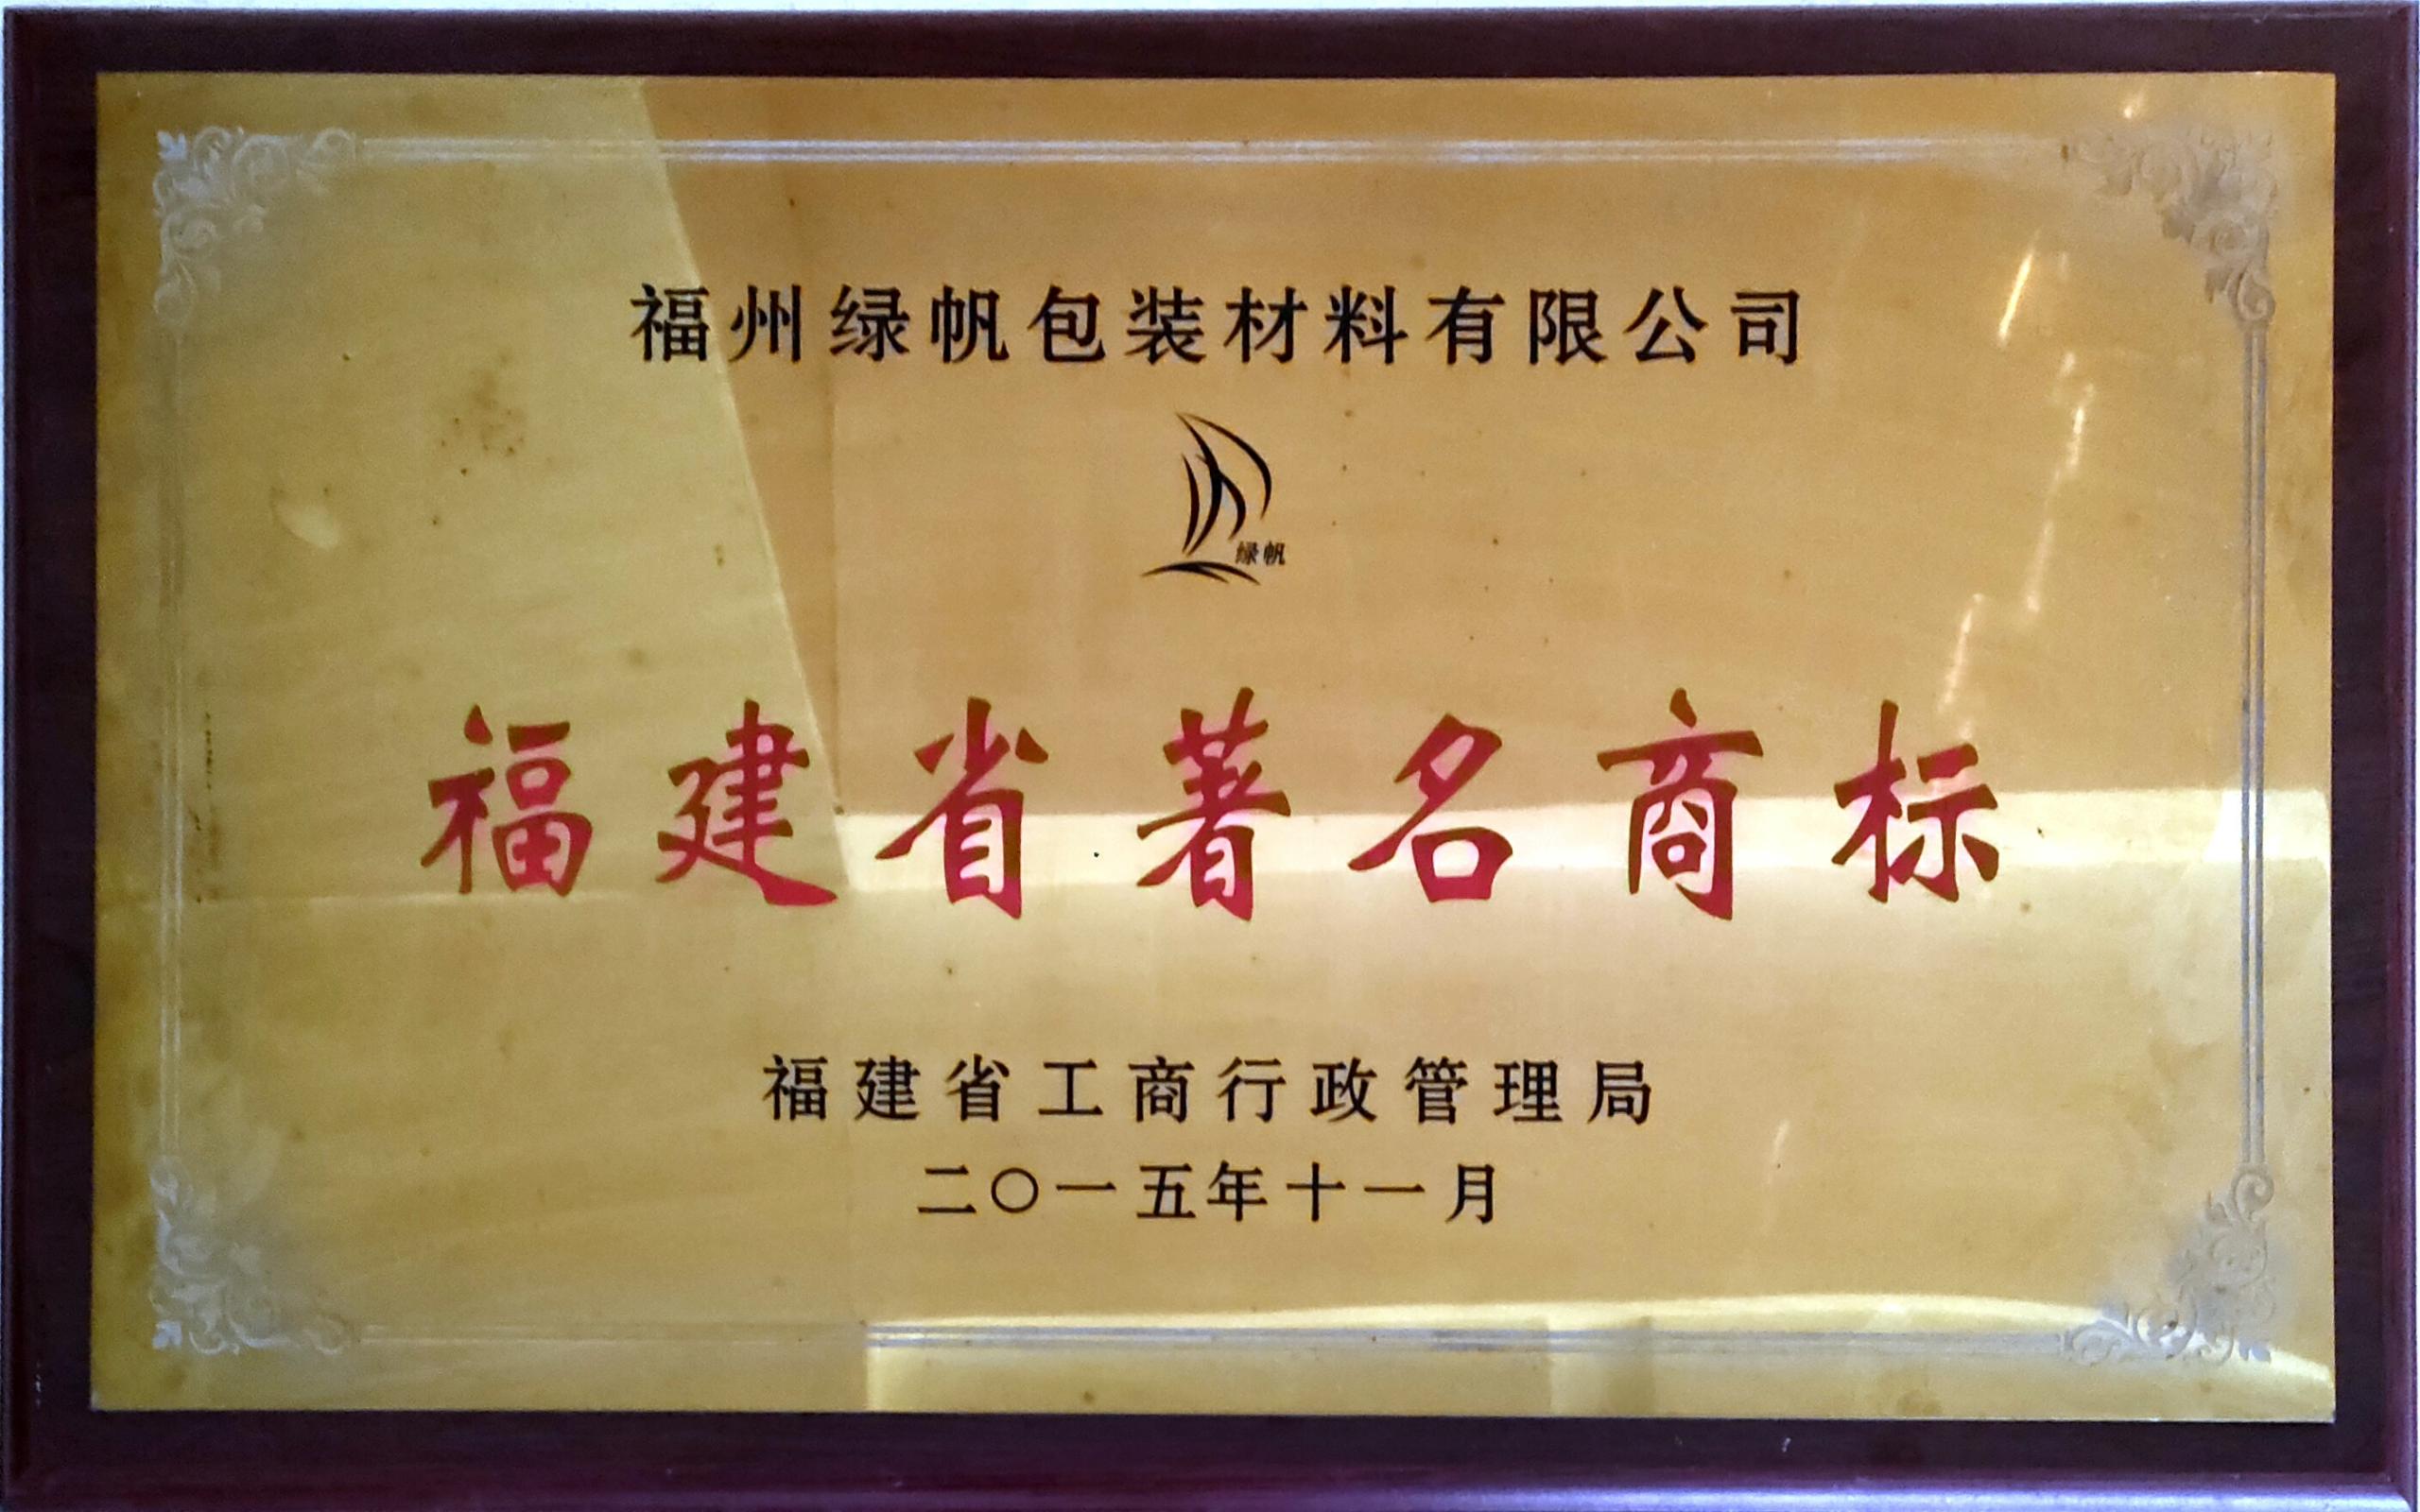 福州绿帆包装材料有限公司
绿帆
福建省著名商标
福建省工商行政管理局
二〇一五年十一月